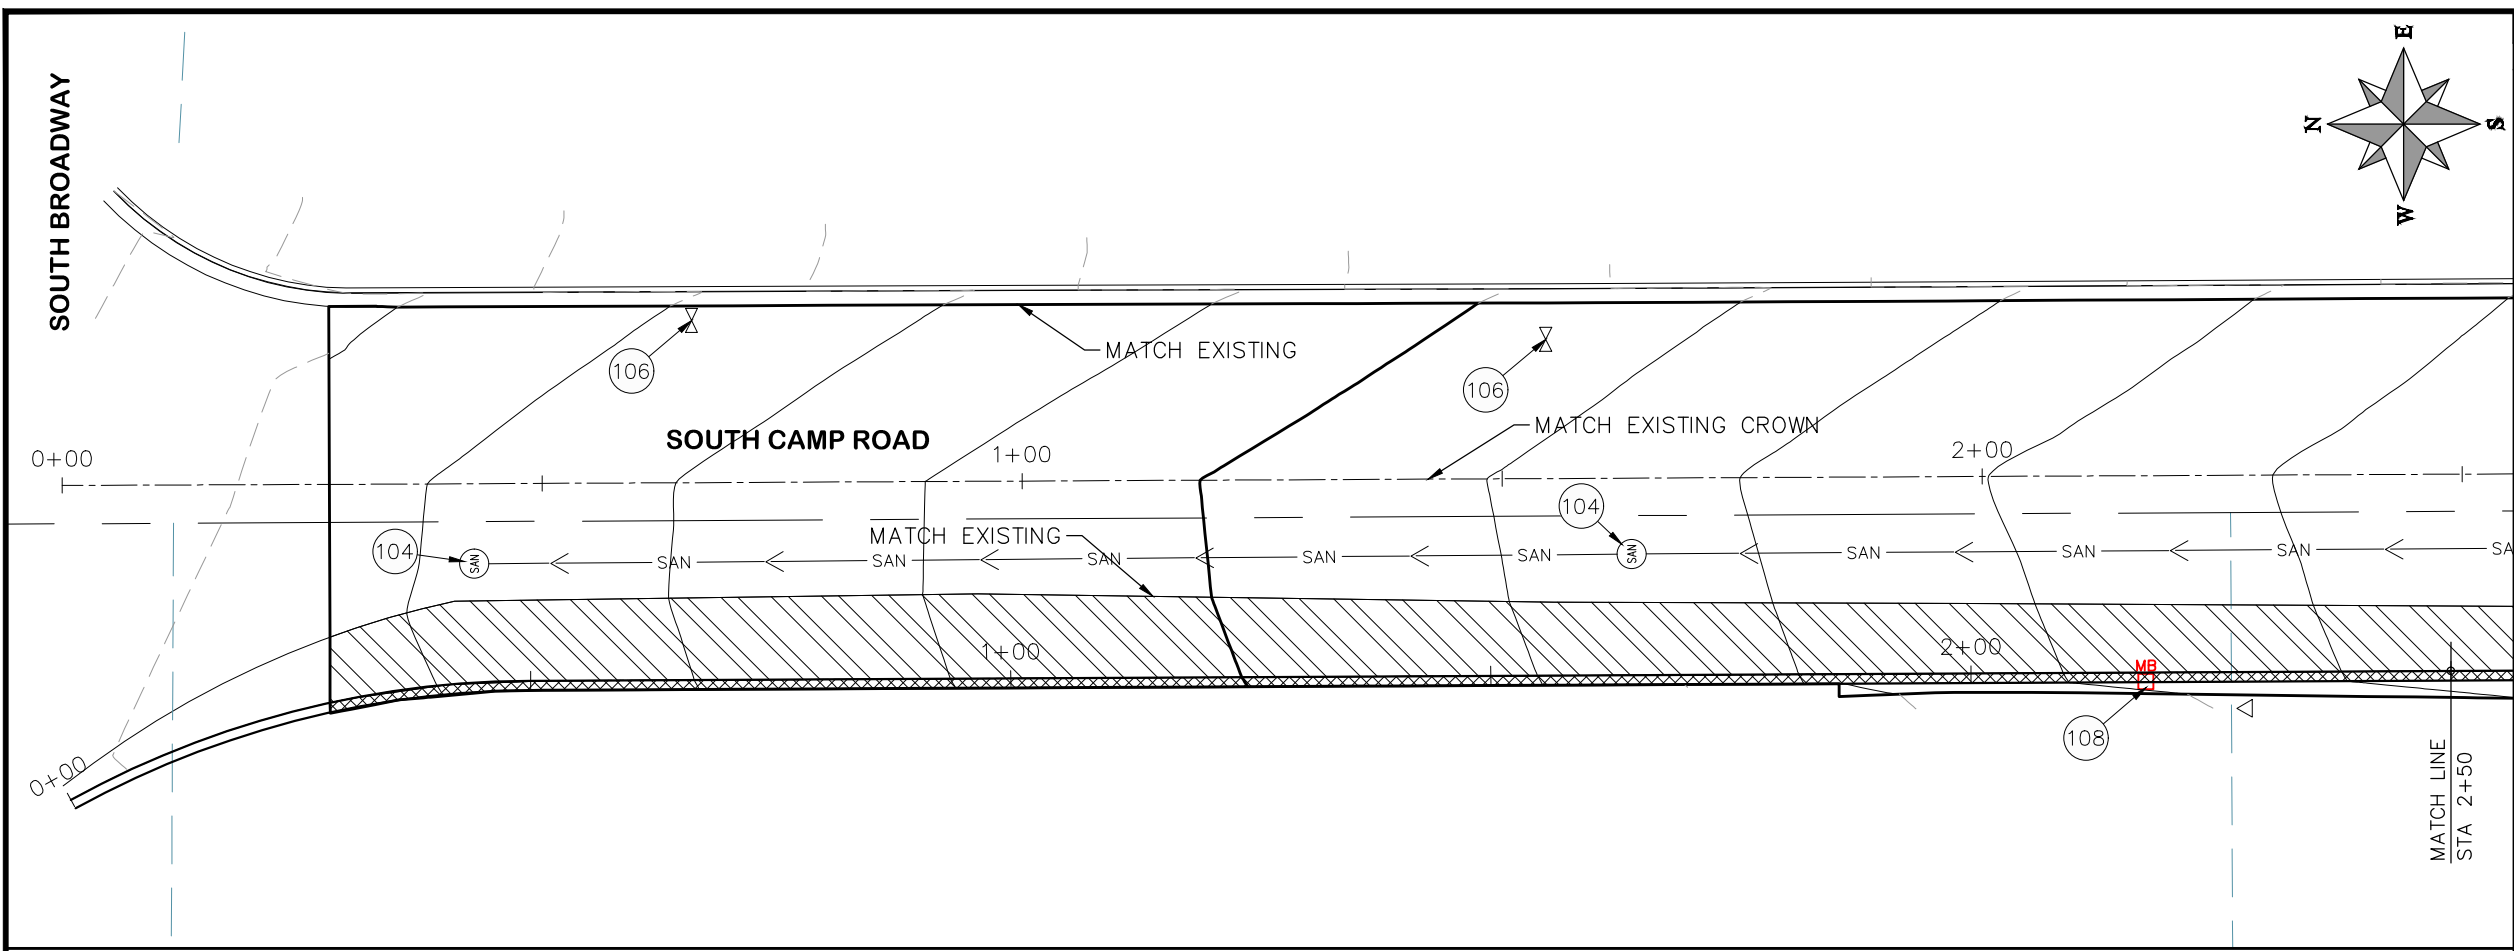 SOUTH BROADWAY
E
N
S
W
106
MATCH EXISTING
106
SOUTH CAMP ROAD
MATCH EXISTING CROWN
0+00
1+00
2+00
104
104
MATCH EXISTING
SAN
SAN
SAN
SAN
SAN
SAN
SAN
SAN
SAN
SAN
SA
1+00
2+00
MB
108
0+00
MATCH LINE
STA 2+50